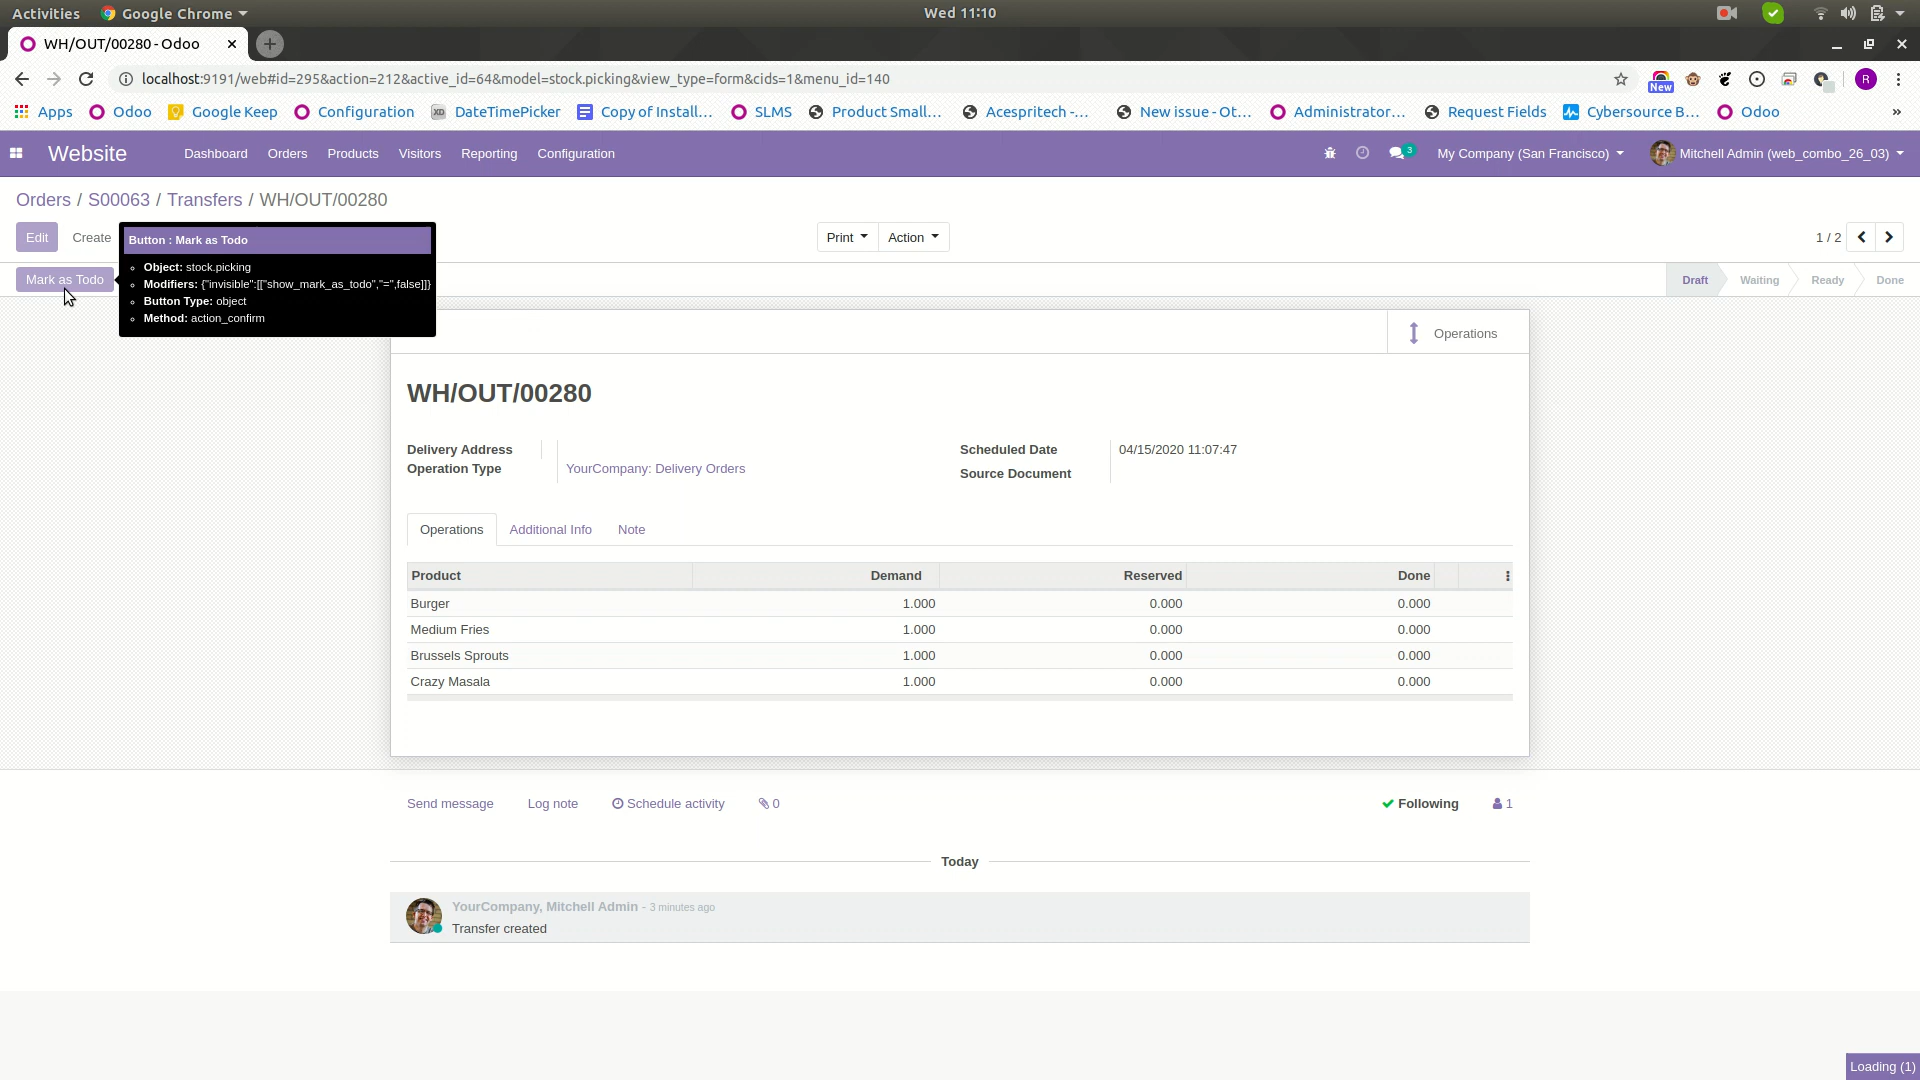 Activities Google Chrome Wed 11:10
WH/OUT/00280 - Odoo
localhost:9191/web#id=295&action=212&active_id=64&model=stock.picking&view_type=form&cids=1&menu_id=140 New R
Apps Odoo Google Keep Configuration XD DateTimePicker Copy of Install... SLMS Product Small... Acespritech -... New issue - Ot... Administrator... Request Fields Cybersource B... Odoo »
Website Dashboard Orders Products Visitors Reporting Configuration 3 My Company (San Francisco) Mitchell Admin (web_combo_26_03)
Orders / S00063 / Transfers / WH/OUT/00280
Edit Create Print Action 1 / 2
Button : Mark as Todo
Object: stock.picking
Modifiers: {"invisible":[["show_mark_as_todo","=",false]]}
Button Type: object
Method: action_confirm
Mark as Todo Draft Waiting Ready Done
Operations
WH/OUT/00280
Delivery Address Scheduled Date 04/15/2020 11:07:47
Operation Type YourCompany: Delivery Orders Source Document
Operations Additional Info Note
Product Demand Reserved Done
Burger 1.000 0.000 0.000
Medium Fries 1.000 0.000 0.000
Brussels Sprouts 1.000 0.000 0.000
Crazy Masala 1.000 0.000 0.000
Send message Log note Schedule activity 0 Following 1
Today
YourCompany, Mitchell Admin - 3 minutes ago
Transfer created
Loading (1)